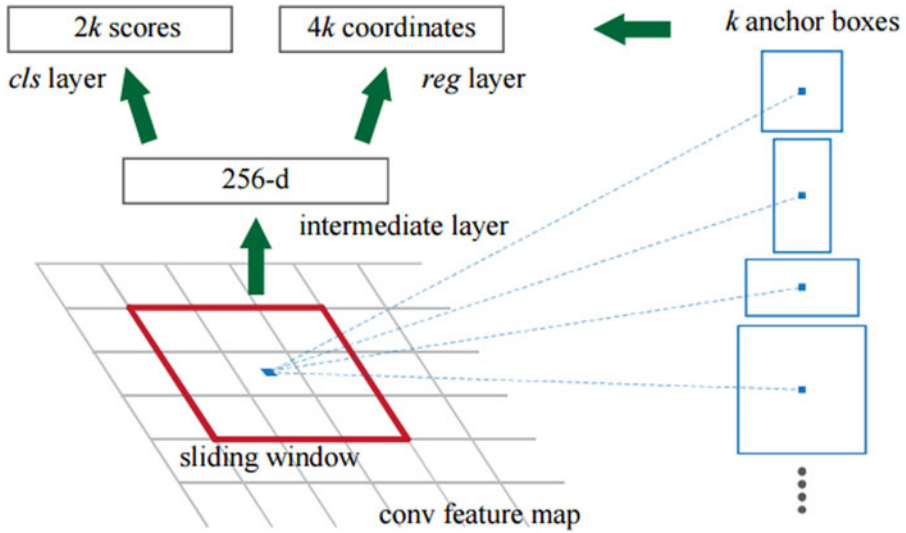 2k scores
4k coordinates
k anchor boxes
cls layer
reg layer
256-d
intermediate layer
sliding window
conv feature map